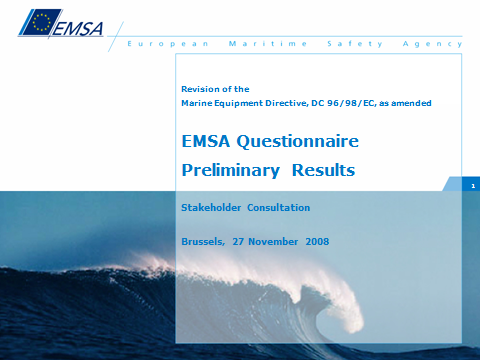 EMSA
European Maritime Safety Agency
Revision of the
Marine Equipment Directive, DC 96/98/EC, as amended
EMSA Questionnaire
Preliminary Results
1
Stakeholder Consultation
Brussels, 27 November 2008